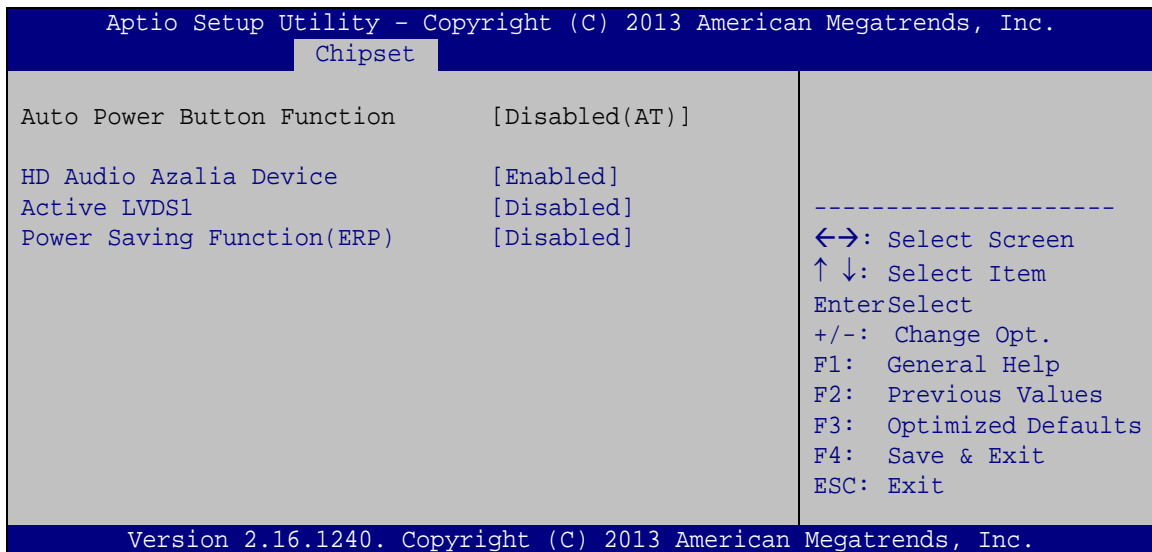 Aptio Setup Utility – Copyright (C) 2013 American Megatrends, Inc.
Chipset
Auto Power Button Function [Disabled(AT)]
HD Audio Azalia Device [Enabled]
Active LVDS1 [Disabled]
Power Saving Function(ERP) [Disabled]
---------------------
←→: Select Screen
↑ ↓: Select Item
EnterSelect
+/-: Change Opt.
F1: General Help
F2: Previous Values
F3: Optimized Defaults
F4: Save & Exit
ESC: Exit
Version 2.16.1240. Copyright (C) 2013 American Megatrends, Inc.